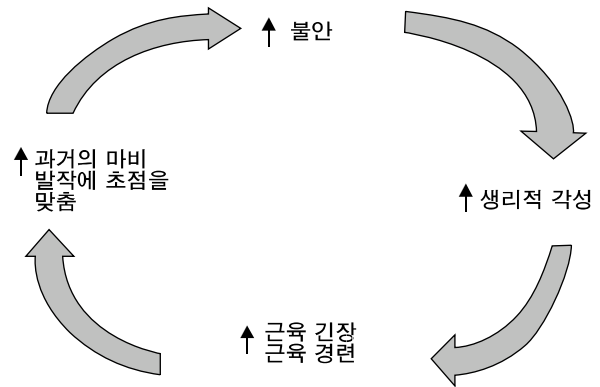 불안
생리적 각성
근육 긴장
근육 경련
과거의 마비
발작에 초점을
맞춤